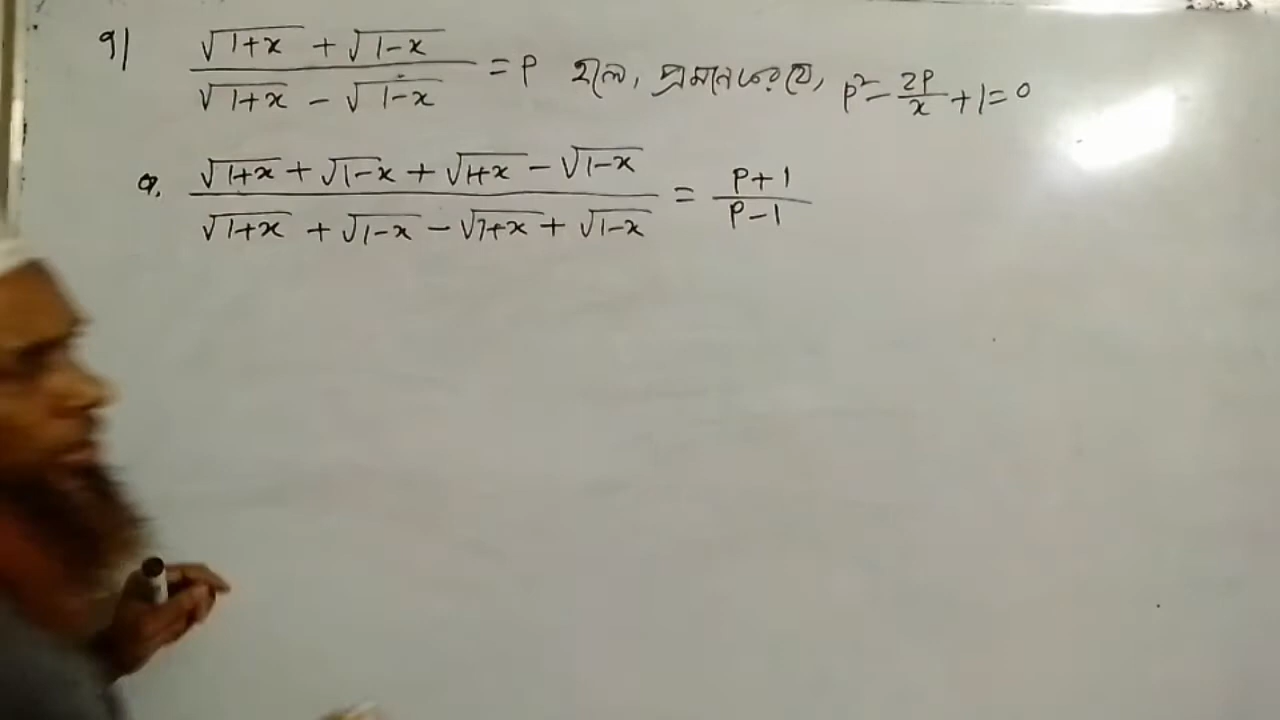 ৭| (√(1+x) + √(1-x))/(√(1+x) - √(1-x)) = P হলে, প্রমান কর যে, P² - 2P/x + 1 = 0
(√(1+x) + √(1-x) + √(1+x) - √(1-x))/(√(1+x) + √(1-x) - √(1+x) + √(1-x)) = (P+1)/(P-1)